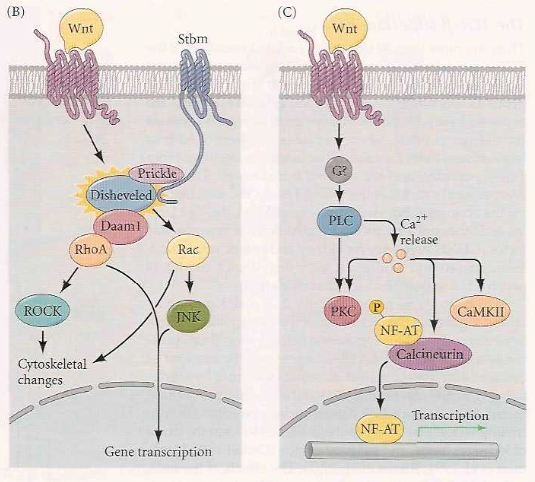 (B)
Wnt
Stbm
Prickle
Disheveled
Daam1
RhoA
Rac
ROCK
JNK
Cytoskeletal
changes
Gene transcription
(C)
Wnt
G?
PLC
Ca2+
release
PKC
P
NF-AT
CaMKII
Calcineurin
NF-AT
Transcription